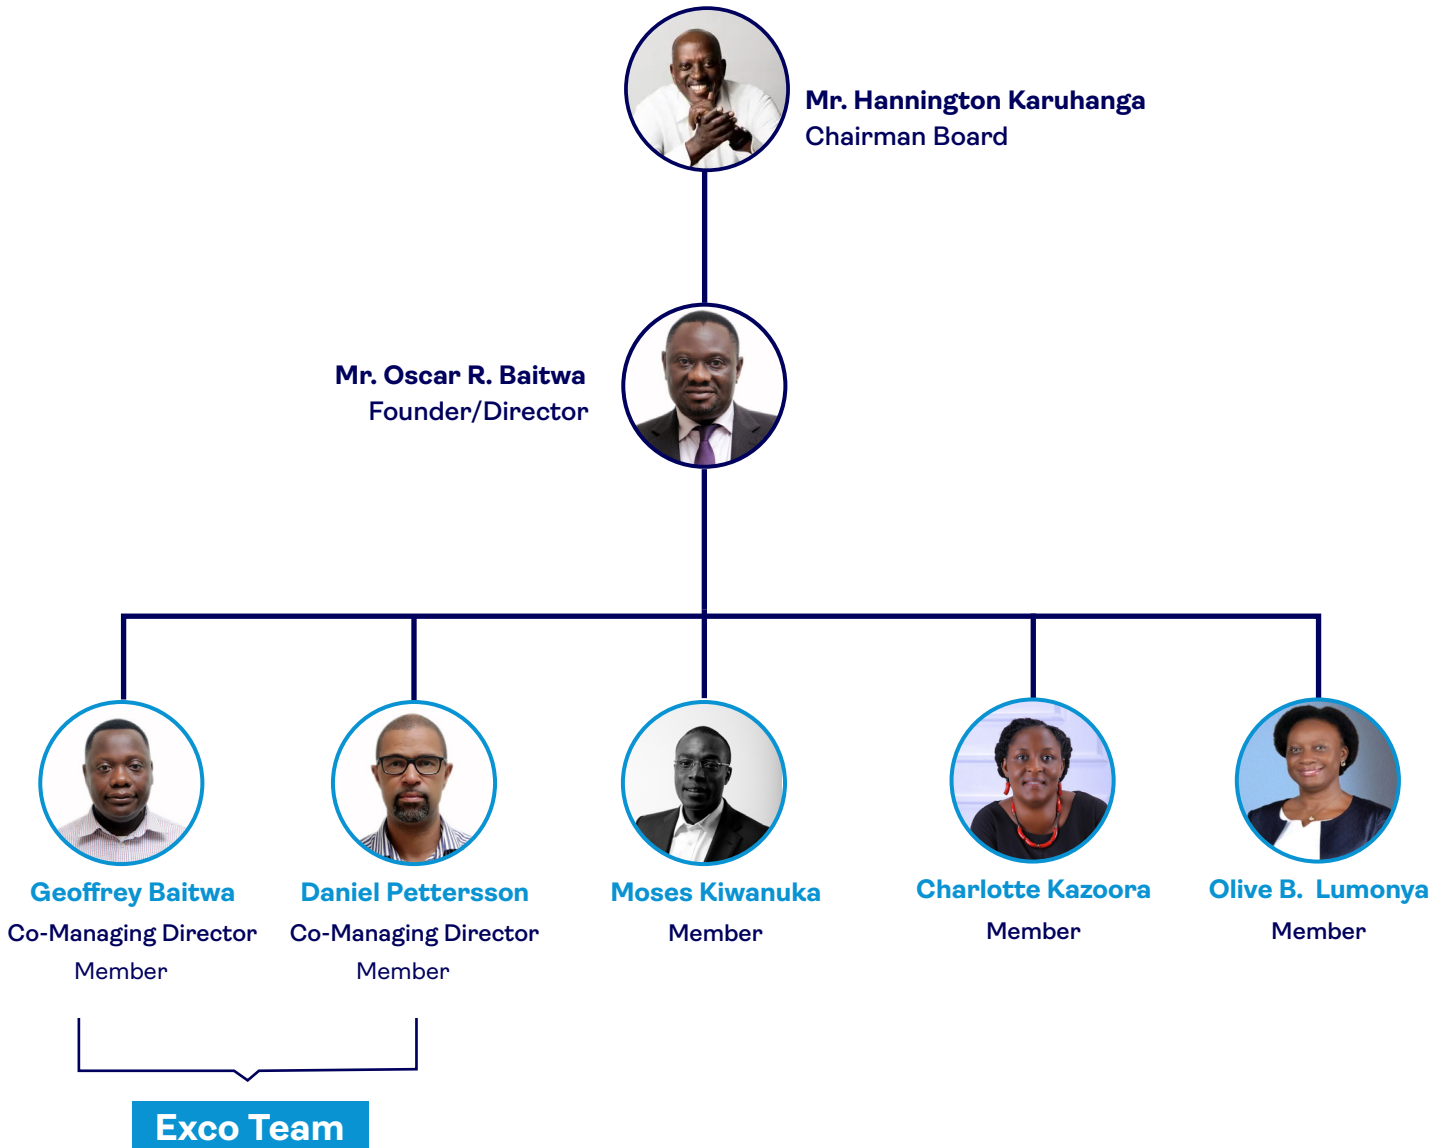 Mr. Hannington Karuhanga
Chairman Board
Mr. Oscar R. Baitwa
Founder/Director
Geoffrey Baitwa
Co-Managing Director
Member
Daniel Pettersson
Co-Managing Director
Member
Moses Kiwanuka
Member
Charlotte Kazoora
Member
Olive B. Lumonya
Member
Exco Team